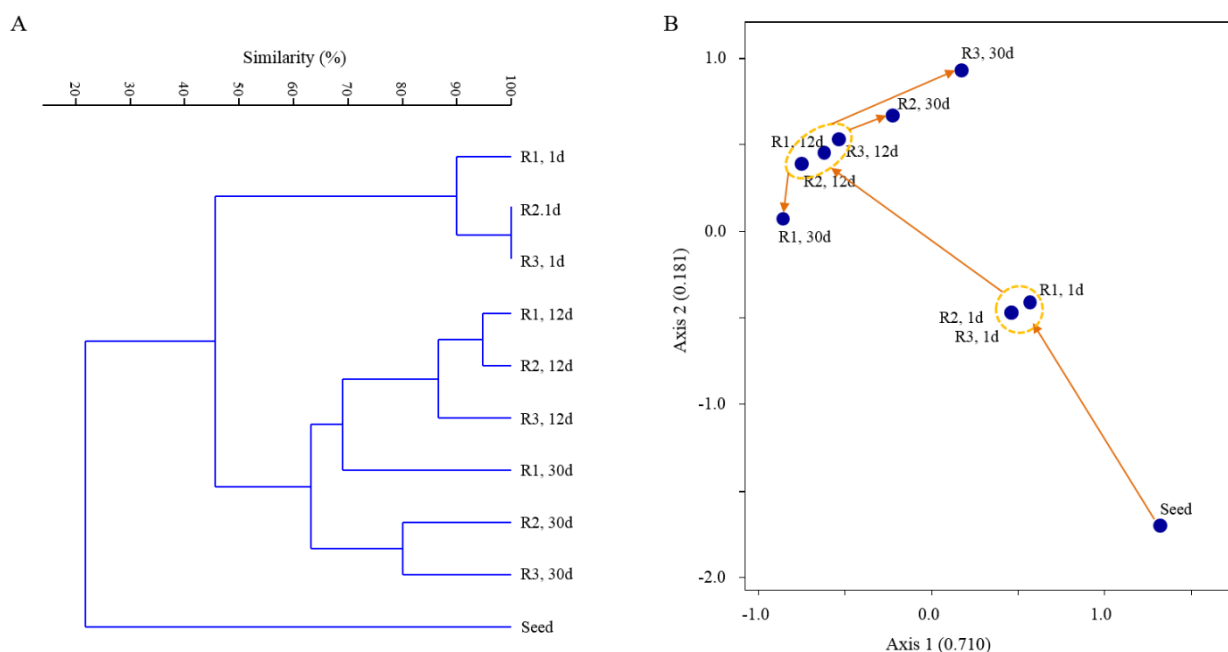 A
Similarity (%)
20
30
40
50
60
70
80
90
100
R1, 1d
R2.1d
R3, 1d
R1, 12d
R2, 12d
R3, 12d
R1, 30d
R2, 30d
R3, 30d
Seed
B
Axis 2 (0.181)
1.0
0.0
-1.0
-2.0
R3, 30d
R2, 30d
R1, 12d
R3, 12d
R2, 12d
R1, 30d
R1, 1d
R2, 1d
R3, 1d
Seed
-1.0
0.0
1.0
Axis 1 (0.710)